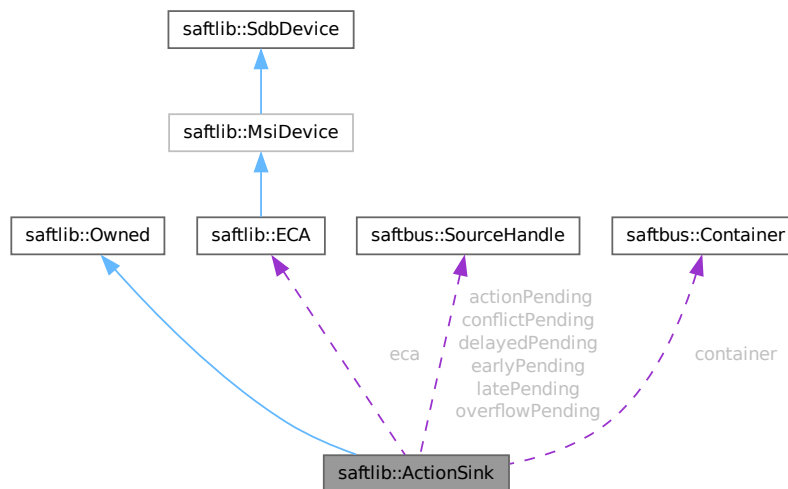 saftlib::SdbDevice
saftlib::MsiDevice
saftlib::Owned
saftlib::ECA
saftbus::SourceHandle
saftbus::Container
actionPending
conflictPending
delayedPending
earlyPending
latePending
overflowPending
eca
container
saftlib::ActionSink